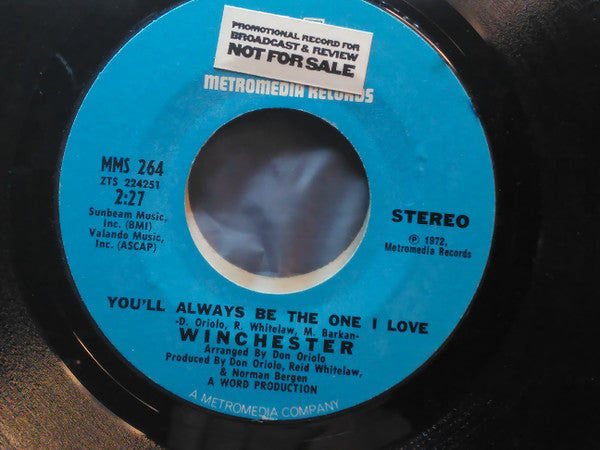 PROMOTIONAL RECORD FOR
BROADCAST & REVIEW
NOT FOR SALE
METROMEDIA RECORDS
MMS 264
ZTS 224251
2:27
Sunbeam Music,
Inc. (BMI)
Valando Music,
Inc. (ASCAP)
STEREO
℗ 1972,
Metromedia Records
YOU'LL ALWAYS BE THE ONE I LOVE
-D. Oriolo, R. Whitelaw, M. Barkan-
WINCHESTER
Arranged By Don Oriolo
Produced By Don Oriolo, Reid Whitelaw,
& Norman Bergen
A WORD PRODUCTION
A METROMEDIA COMPANY